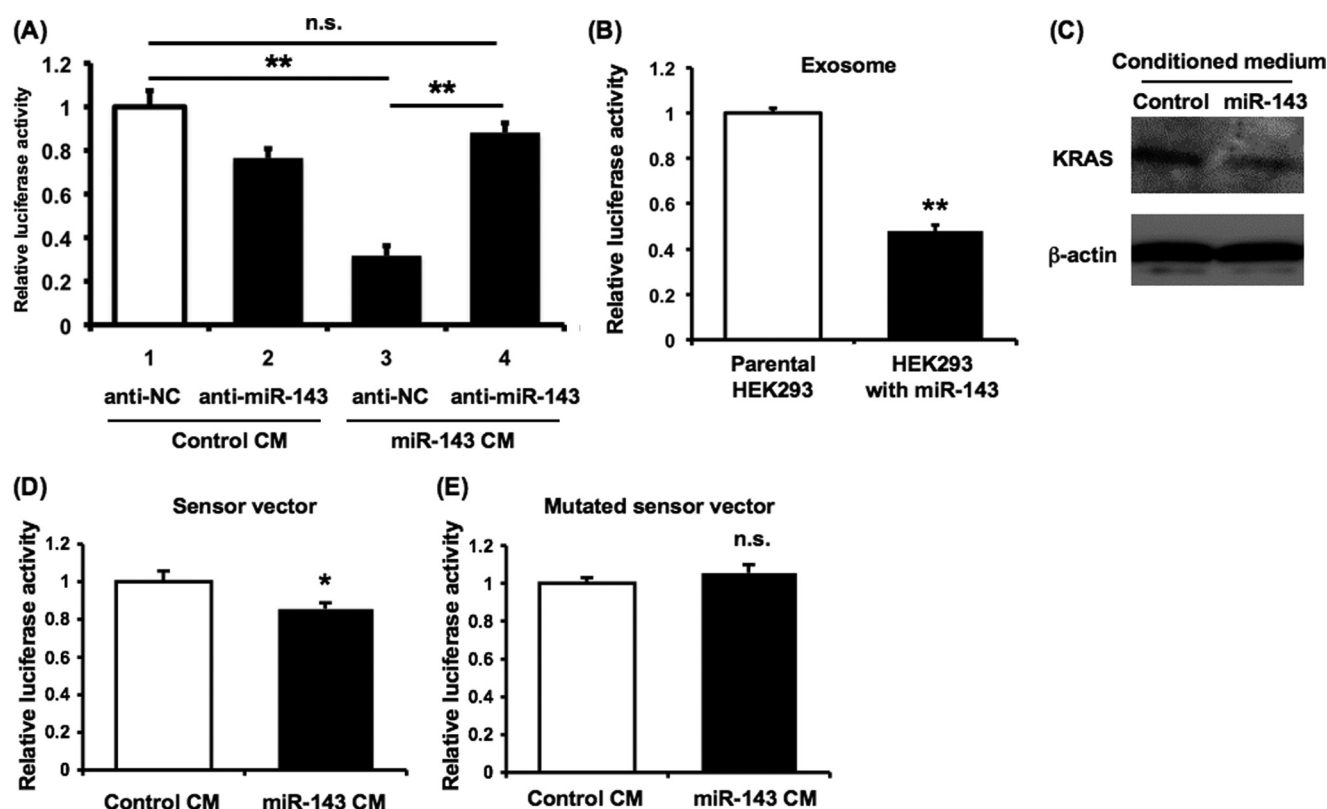 (A)
n.s.
**
**
Relative luciferase activity
1.2
1
0.8
0.6
0.4
0.2
0
1 2 3 4
anti-NC anti-miR-143 anti-NC anti-miR-143
Control CM miR-143 CM
(B)
Exosome
Relative luciferase activity
1.2
1
0.8
0.6
0.4
0.2
0
**
Parental HEK293
HEK293 with miR-143
(C)
Conditioned medium
Control miR-143
KRAS
β-actin
(D)
Sensor vector
Relative luciferase activity
1.2
1
0.8
0.6
0.4
0.2
0
*
Control CM miR-143 CM
(E)
Mutated sensor vector
n.s.
Relative luciferase activity
1.2
1
0.8
0.6
0.4
0.2
0
Control CM miR-143 CM